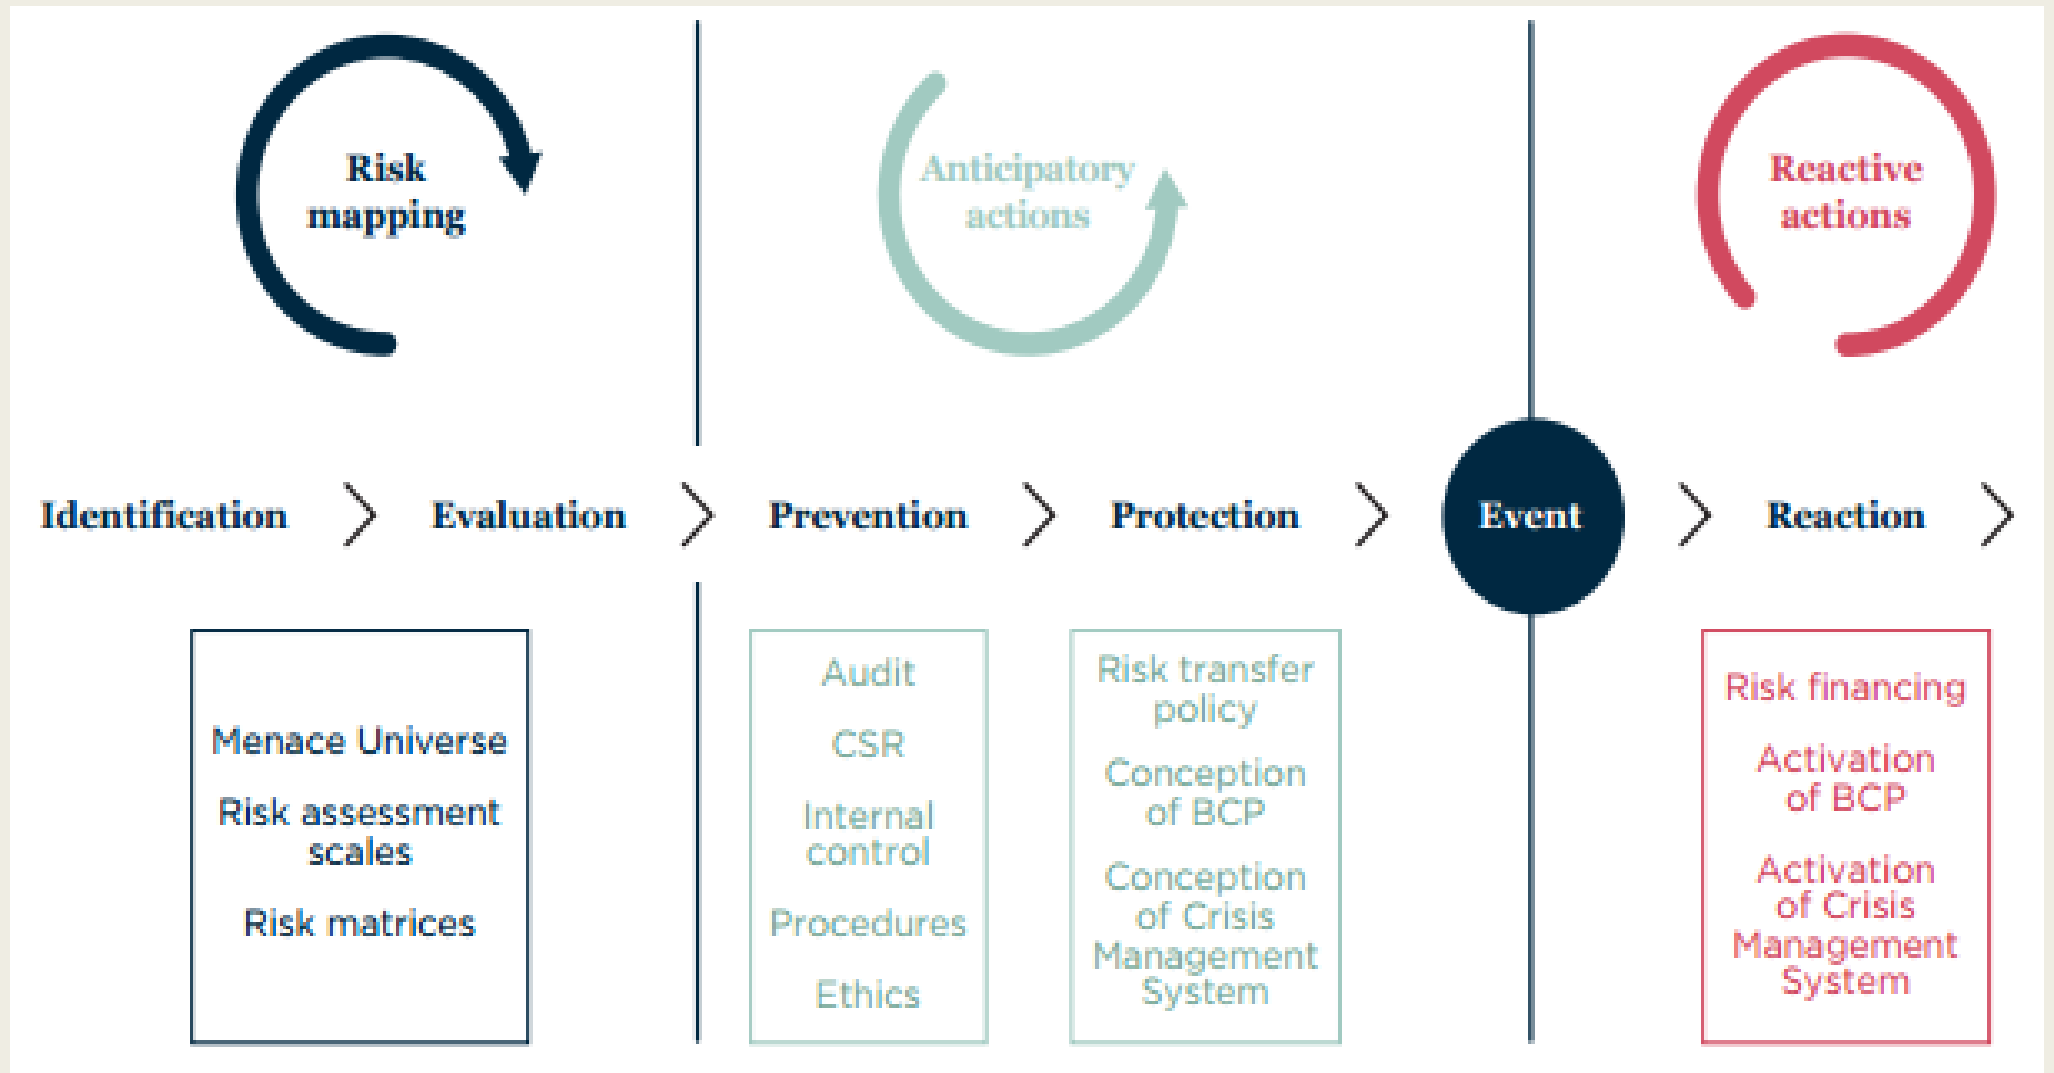 Risk
mapping
Anticipatory
actions
Reactive
actions
Identification
Evaluation
Prevention
Protection
Event
Reaction
Menace Universe
Risk assessment
scales
Risk matrices
Audit
CSR
Internal
control
Procedures
Ethics
Risk transfer
policy
Conception
of BCP
Conception
of Crisis
Management
System
Risk financing
Activation
of BCP
Activation
of Crisis
Management
System